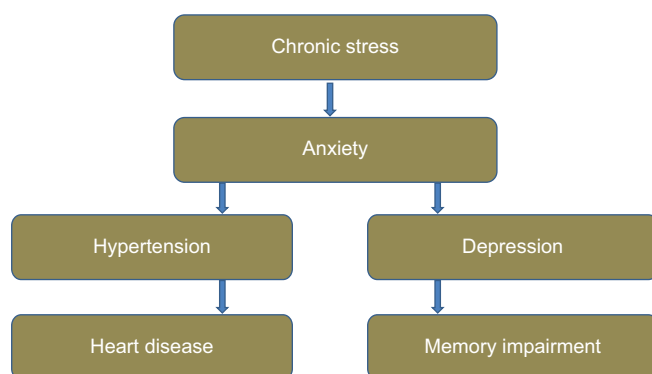 Chronic stress
Anxiety
Hypertension
Depression
Heart disease
Memory impairment